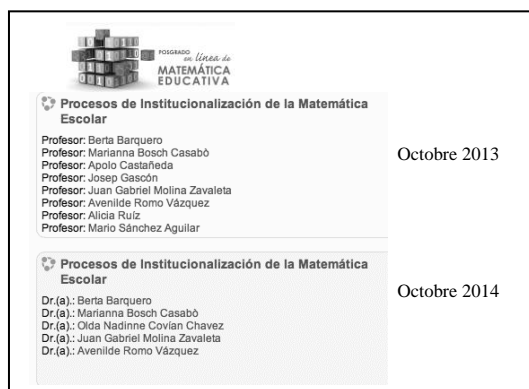 POSGRADO
en línea de
MATEMÁTICA
EDUCATIVA
Procesos de Institucionalización de la Matemática
Escolar
Profesor: Berta Barquero
Profesor: Marianna Bosch Casabò
Profesor: Apolo Castañeda
Profesor: Josep Gascón
Profesor: Juan Gabriel Molina Zavaleta
Profesor: Avenilde Romo Vázquez
Profesor: Alicia Ruíz
Profesor: Mario Sánchez Aguilar
Octobre 2013
Procesos de Institucionalización de la Matemática
Escolar
Dr.(a).: Berta Barquero
Dr.(a).: Marianna Bosch Casabò
Dr.(a).: Olda Nadinne Covían Chavez
Dr.(a).: Juan Gabriel Molina Zavaleta
Dr.(a).: Avenilde Romo Vázquez
Octobre 2014